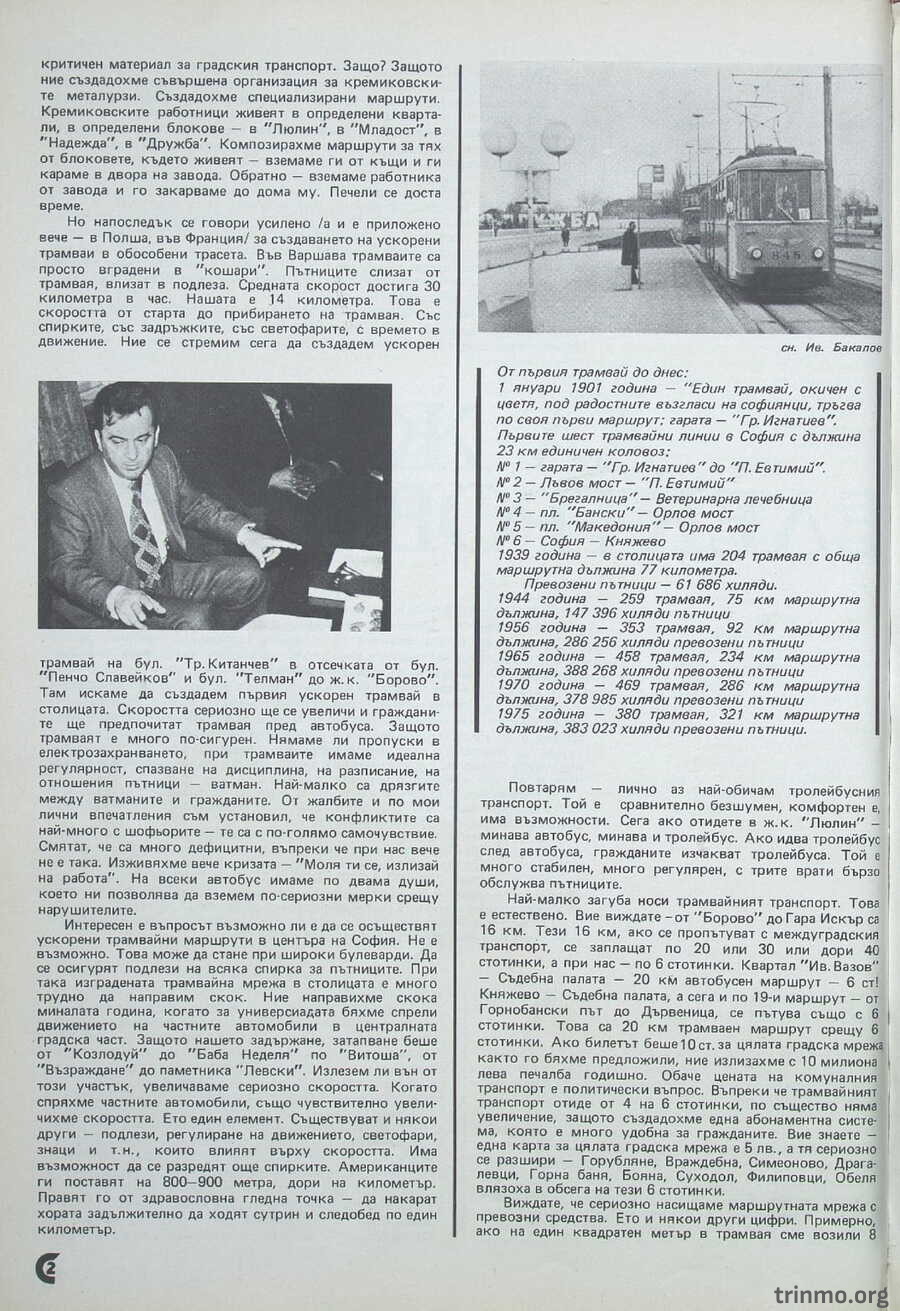 критичен материал за градския транспорт. Защо? Защото
ние създадохме съвършена организация за кремиковски-
те металурзи. Създадохме специализирани маршрути.
Кремиковските работници живеят в определени кварта-
ли, в определени блокове — в "Люлин", в "Младост", в
"Надежда", в "Дружба". Композирахме маршрути за тях
от блоковете, където живеят — вземаме ги от къщи и ги
караме в двора на завода. Обратно — вземаме работника
от завода и го закарваме до дома му. Печели се доста
време.
Но напоследък се говори усилено /а и е приложено
вече — в Полша, във Франция/ за създаването на ускорени
трамваи в обособени трасета. Във Варшава трамваите са
просто вградени в "кошари". Пътниците слизат от
трамвая, влизат в подлеза. Средната скорост достига 30
километра в час. Нашата е 14 километра. Това е
скоростта от старта до прибирането на трамвая. Със
спирките, със задръжките, със светофарите, с времето в
движение. Ние се стремим сега да създадем ускорен
трамвай на бул. "Тр.Китанчев" в отсечката от бул.
"Пенчо Славейков" и бул. "Телман" до ж.к. "Борово".
Там искаме да създадем първия ускорен трамвай в
столицата. Скоростта сериозно ще се увеличи и граждани-
те ще предпочитат трамвая пред автобуса. Защото
трамваят е много по-сигурен. Нямаме ли пропуски в
електрозахранването, при трамваите имаме идеална
регулярност, спазване на дисциплина, на разписание, на
отношения пътници — ватман. Най-малко са дрязгите
между ватманите и гражданите. От жалбите и по мои
лични впечатления съм установил, че конфликтите са
най-много с шофьорите — те са с по-голямо самочувствие.
Смятат, че са много дефицитни, въпреки че при нас вече
не е така. Изживяхме вече кризата — "Моля ти се, излизай
на работа". На всеки автобус имаме по двама души,
което ни позволява да вземем по-сериозни мерки срещу
нарушителите.
Интересен е въпросът възможно ли е да се осъществят
ускорени трамвайни маршрути в центъра на София. Не е
възможно. Това може да стане при широки булеварди. Да
се осигурят подлези на всяка спирка за пътниците. При
така изградената трамвайна мрежа в столицата е много
трудно да направим скок. Ние направихме скока
миналата година, когато за универсиадата бяхме спрели
движението на частните автомобили в централната
градска част. Защото нашето задържане, затапване беше
от "Козлодуй" до "Баба Неделя" по "Витоша", от
"Възраждане" до паметника "Левски". Излезем ли вън от
този участък, увеличаваме сериозно скоростта. Когато
спряхме частните автомобили, също чувствително увели-
чихме скоростта. Ето един елемент. Съществуват и някои
други — подлези, регулиране на движението, светофари,
знаци и т.н., които влияят върху скоростта. Има
възможност да се разредят още спирките. Американците
ги поставят на 800—900 метра, дори на километър.
Правят го от здравословна гледна точка — да накарат
хората задължително да ходят сутрин и следобед по един
километър.
2
845
сн. Ив. Бакалов
От първия трамвай до днес:
1 януари 1901 година — "Един трамвай, окичен с
цветя, под радостните възгласи на софиянци, тръгва
по своя първи маршрут; гарата — "Гр. Игнатиев".
Първите шест трамвайни линии в София с дължина
23 км единичен коловоз;
№ 1 — гарата — "Гр. Игнатиев" до "П. Евтимий".
№ 2 — Лъвов мост — "П. Евтимий"
№ 3 — "Брегалница" — Ветеринарна лечебница
№ 4 — пл. "Бански" — Орлов мост
№ 5 — пл. "Македония" — Орлов мост
№ 6 — София — Княжево
1939 година — в столицата има 204 трамвая с обща
маршрутна дължина 77 километра.
Превозени пътници — 61 686 хиляди.
1944 година — 259 трамвая, 75 км маршрутна
дължина, 147 396 хиляди пътници
1956 година — 353 трамвая, 92 км маршрутна
дължина, 286 256 хиляди превозени пътници
1965 година — 458 трамвая, 234 км маршрутна
дължина, 388 268 хиляди превозени пътници
1970 година — 469 трамвая, 286 км маршрутна
дължина, 378 985 хиляди превозени пътници
1975 година — 380 трамвая, 321 км маршрутна
дължина, 383 023 хиляди превозени пътници.
Повтарям — лично аз най-обичам тролейбусния
транспорт. Той е сравнително безшумен, комфортен е,
има възможности. Сега ако отидете в ж.к. "Люлин" —
минава автобус, минава и тролейбус. Ако идва тролейбус
след автобуса, гражданите изчакват тролейбуса. Той е
много стабилен, много регулярен, с трите врати бързо
обслужва пътниците.
Най-малко загуба носи трамвайният транспорт. Това
е естествено. Вие виждате —от "Борово" до Гара Искър са
16 км. Тези 16 км, ако се пропътуват с междуградския
транспорт, се заплащат по 20 или 30 или дори 40
стотинки, а при нас — по 6 стотинки. Квартал "Ив. Вазов"
— Съдебна палата — 20 км автобусен маршрут — 6 ст!
Княжево — Съдебна палата, а сега и по 19-и маршрут — от
Горнобански път до Дървеница, се пътува също с 6
стотинки. Това са 20 км трамваен маршрут срещу 6
стотинки. Ако билетът беше 10 ст. за цялата градска мрежа
както го бяхме предложили, ние излизахме с 10 милиона
лева печалба годишно. Обаче цената на комуналния
транспорт е политически въпрос. Въпреки че трамвайният
транспорт отиде от 4 на 6 стотинки, по същество няма
увеличение, защото създадохме една абонаментна систе-
ма, която е много удобна за гражданите. Вие знаете —
една карта за цялата градска мрежа е 5 лв., а тя сериозно
се разшири — Горубляне, Враждебна, Симеоново, Драга-
левци, Горна баня, Бояна, Суходол, Филиповци, Обеля
влязоха в обсега на тези 6 стотинки.
Виждате, че сериозно насищаме маршрутната мрежа с
превозни средства. Ето и някои други цифри. Примерно,
ако на един квадратен метър в трамвая сме возили 8
trinmo.org